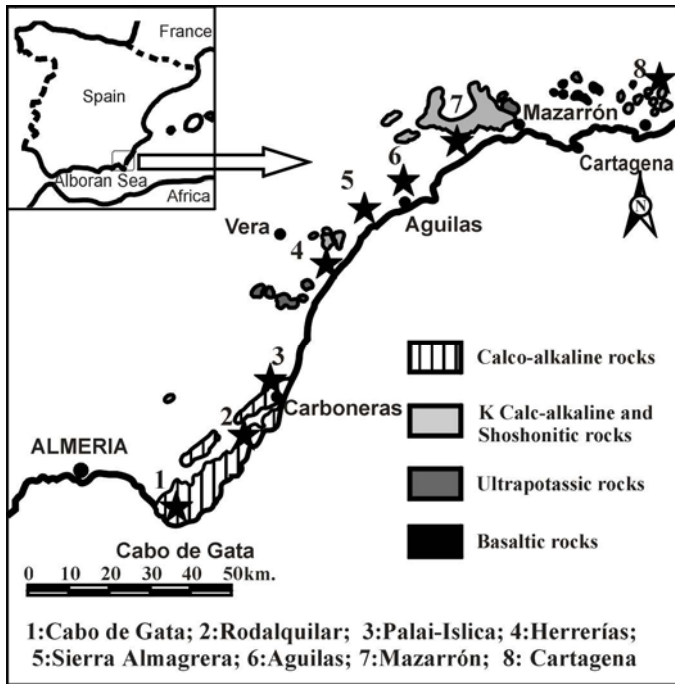 France
Spain
Alboran Sea
Africa
8
7
Mazarrón
Cartagena
6
5
Aguilas
N
Vera
4
3
Carboneras
2
ALMERIA
1
Cabo de Gata
0 10 20 30 40 50km.
Calco-alkaline rocks
K Calc-alkaline and
Shoshonitic rocks
Ultrapotassic rocks
Basaltic rocks
1:Cabo de Gata; 2:Rodalquilar; 3:Palai-Islica; 4:Herrerías;
5:Sierra Almagrera; 6:Aguilas; 7:Mazarrón; 8: Cartagena